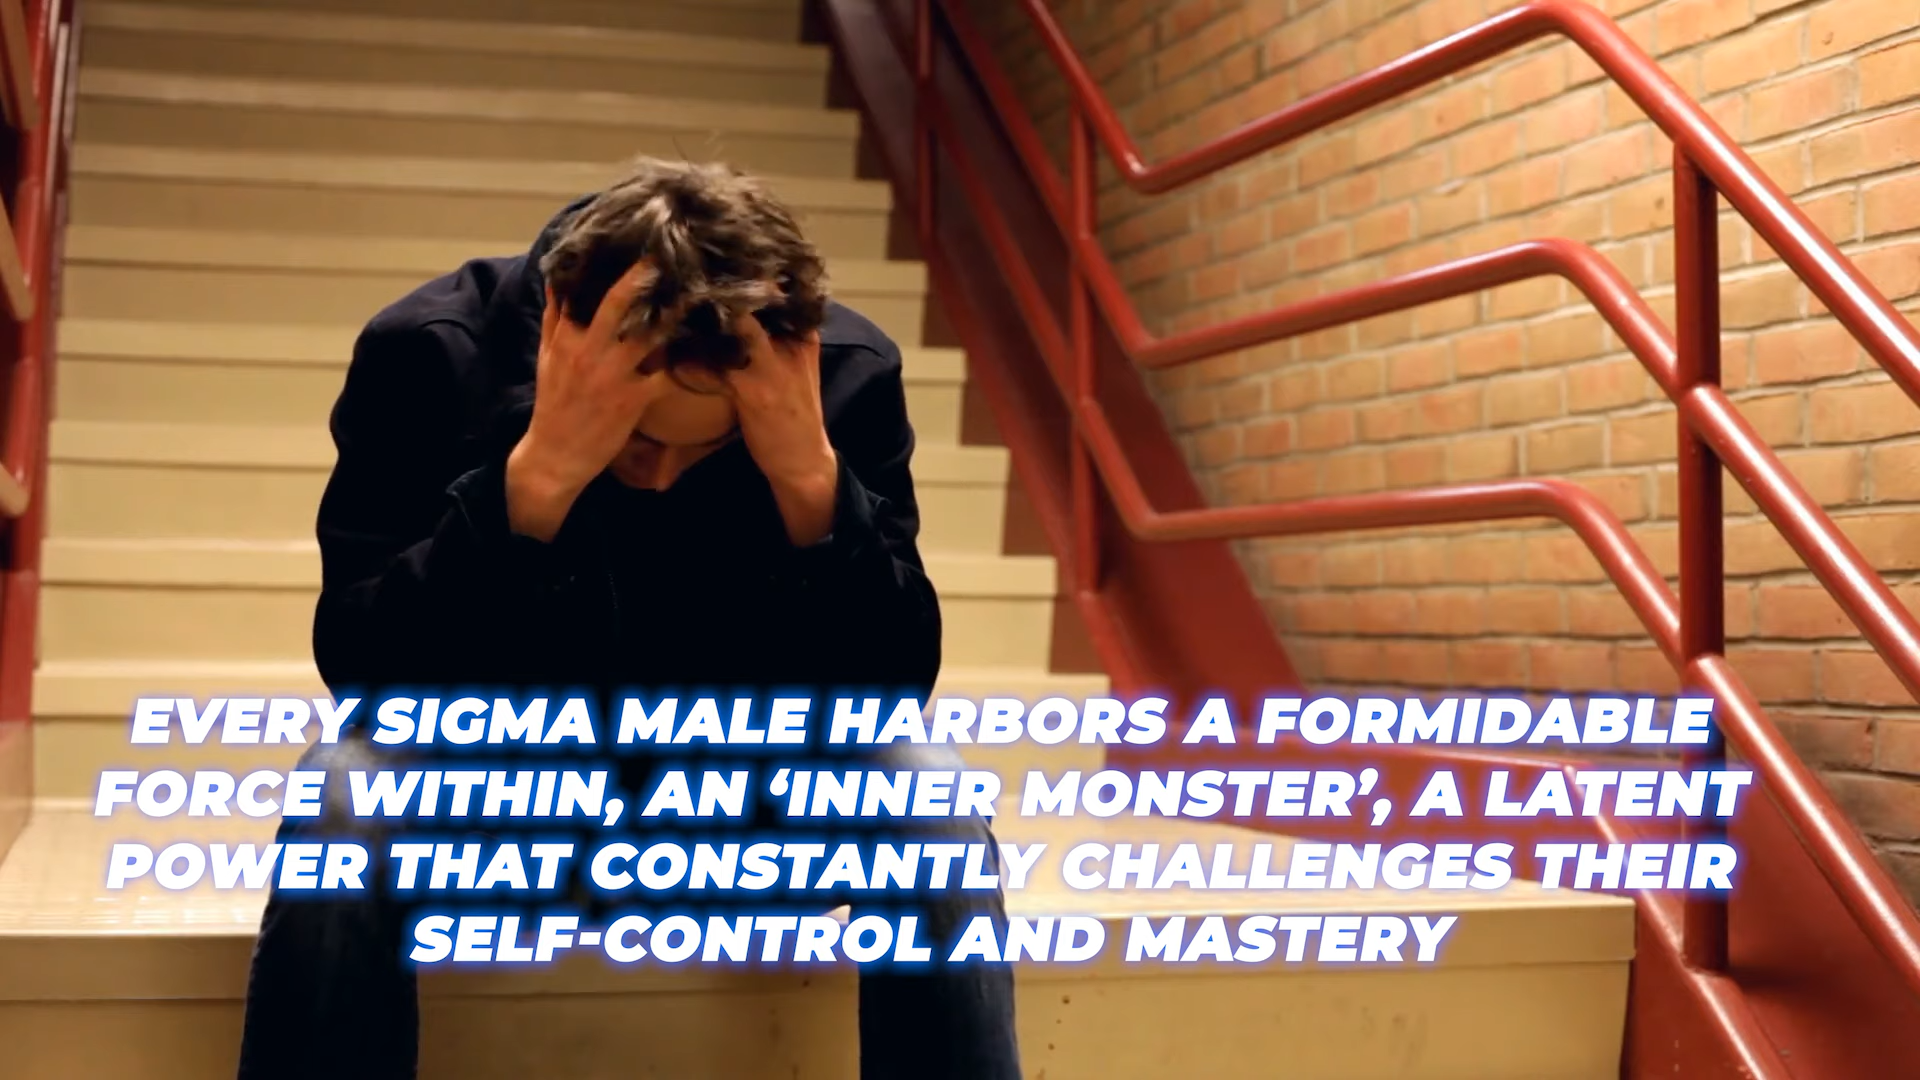 EVERY SIGMA MALE HARBORS A FORMIDABLE
FORCE WITHIN, AN ‘INNER MONSTER’, A LATENT
POWER THAT CONSTANTLY CHALLENGES THEIR
SELF-CONTROL AND MASTERY